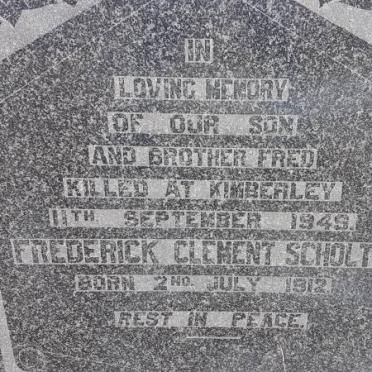 IN
LOVING MEMORY
OF OUR SON
AND BROTHER FRED
KILLED AT KIMBERLEY
11TH SEPTEMBER 1949.
FREDERICK CLEMENT SCHOLT
BORN 2ND. JULY 1912
REST IN PEACE.